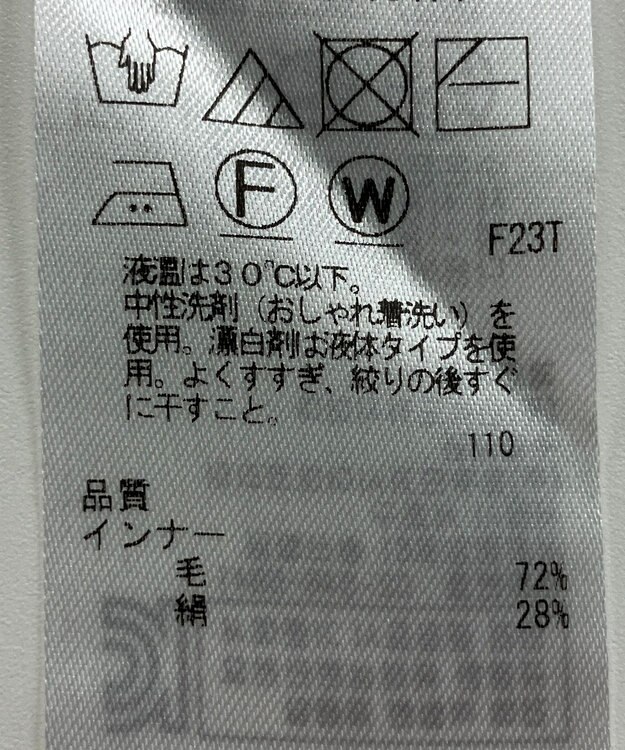 F W
F23T
液温は30℃以下。
中性洗剤（おしゃれ着洗い）を
使用。漂白剤は液体タイプを使
用。よくすすぎ、絞りの後すぐ
に干すこと。
110
品質
インナー
毛 72%
絹 28%